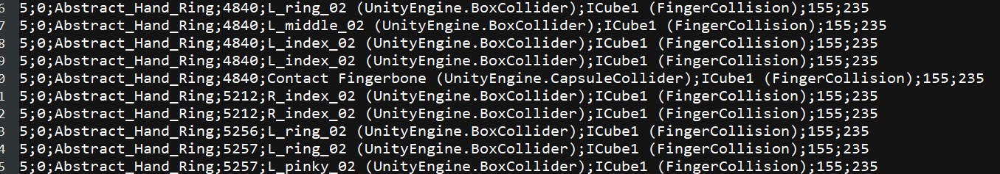 6 5;0;Abstract_Hand_Ring;4840;L_ring_02 (UnityEngine.BoxCollider);ICube1 (FingerCollision);155;235
7 5;0;Abstract_Hand_Ring;4840;L_middle_02 (UnityEngine.BoxCollider);ICube1 (FingerCollision);155;235
8 5;0;Abstract_Hand_Ring;4840;L_index_02 (UnityEngine.BoxCollider);ICube1 (FingerCollision);155;235
9 5;0;Abstract_Hand_Ring;4840;L_index_02 (UnityEngine.BoxCollider);ICube1 (FingerCollision);155;235
0 5;0;Abstract_Hand_Ring;4840;Contact Fingerbone (UnityEngine.CapsuleCollider);ICube1 (FingerCollision);155;235
1 5;0;Abstract_Hand_Ring;5212;R_index_02 (UnityEngine.BoxCollider);ICube1 (FingerCollision);155;235
2 5;0;Abstract_Hand_Ring;5212;R_index_02 (UnityEngine.BoxCollider);ICube1 (FingerCollision);155;235
3 5;0;Abstract_Hand_Ring;5256;L_ring_02 (UnityEngine.BoxCollider);ICube1 (FingerCollision);155;235
4 5;0;Abstract_Hand_Ring;5257;L_ring_02 (UnityEngine.BoxCollider);ICube1 (FingerCollision);155;235
5 5;0;Abstract_Hand_Ring;5257;L_pinky_02 (UnityEngine.BoxCollider);ICube1 (FingerCollision);155;235